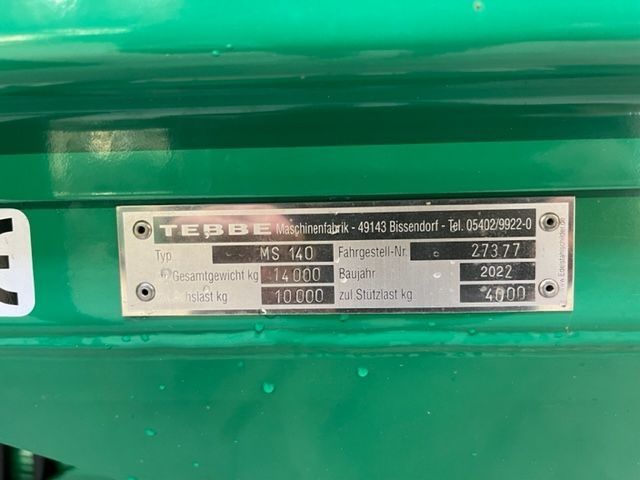 TEBBE Maschinenfabrik - 49143 Bissendorf - Tel. 05402/9922-0
Typ MS 140 Fahrgestell-Nr. 27377
Gesamtgewicht kg 14000 Baujahr 2022
hslast kg 10000 zul. Stützlast kg 4000